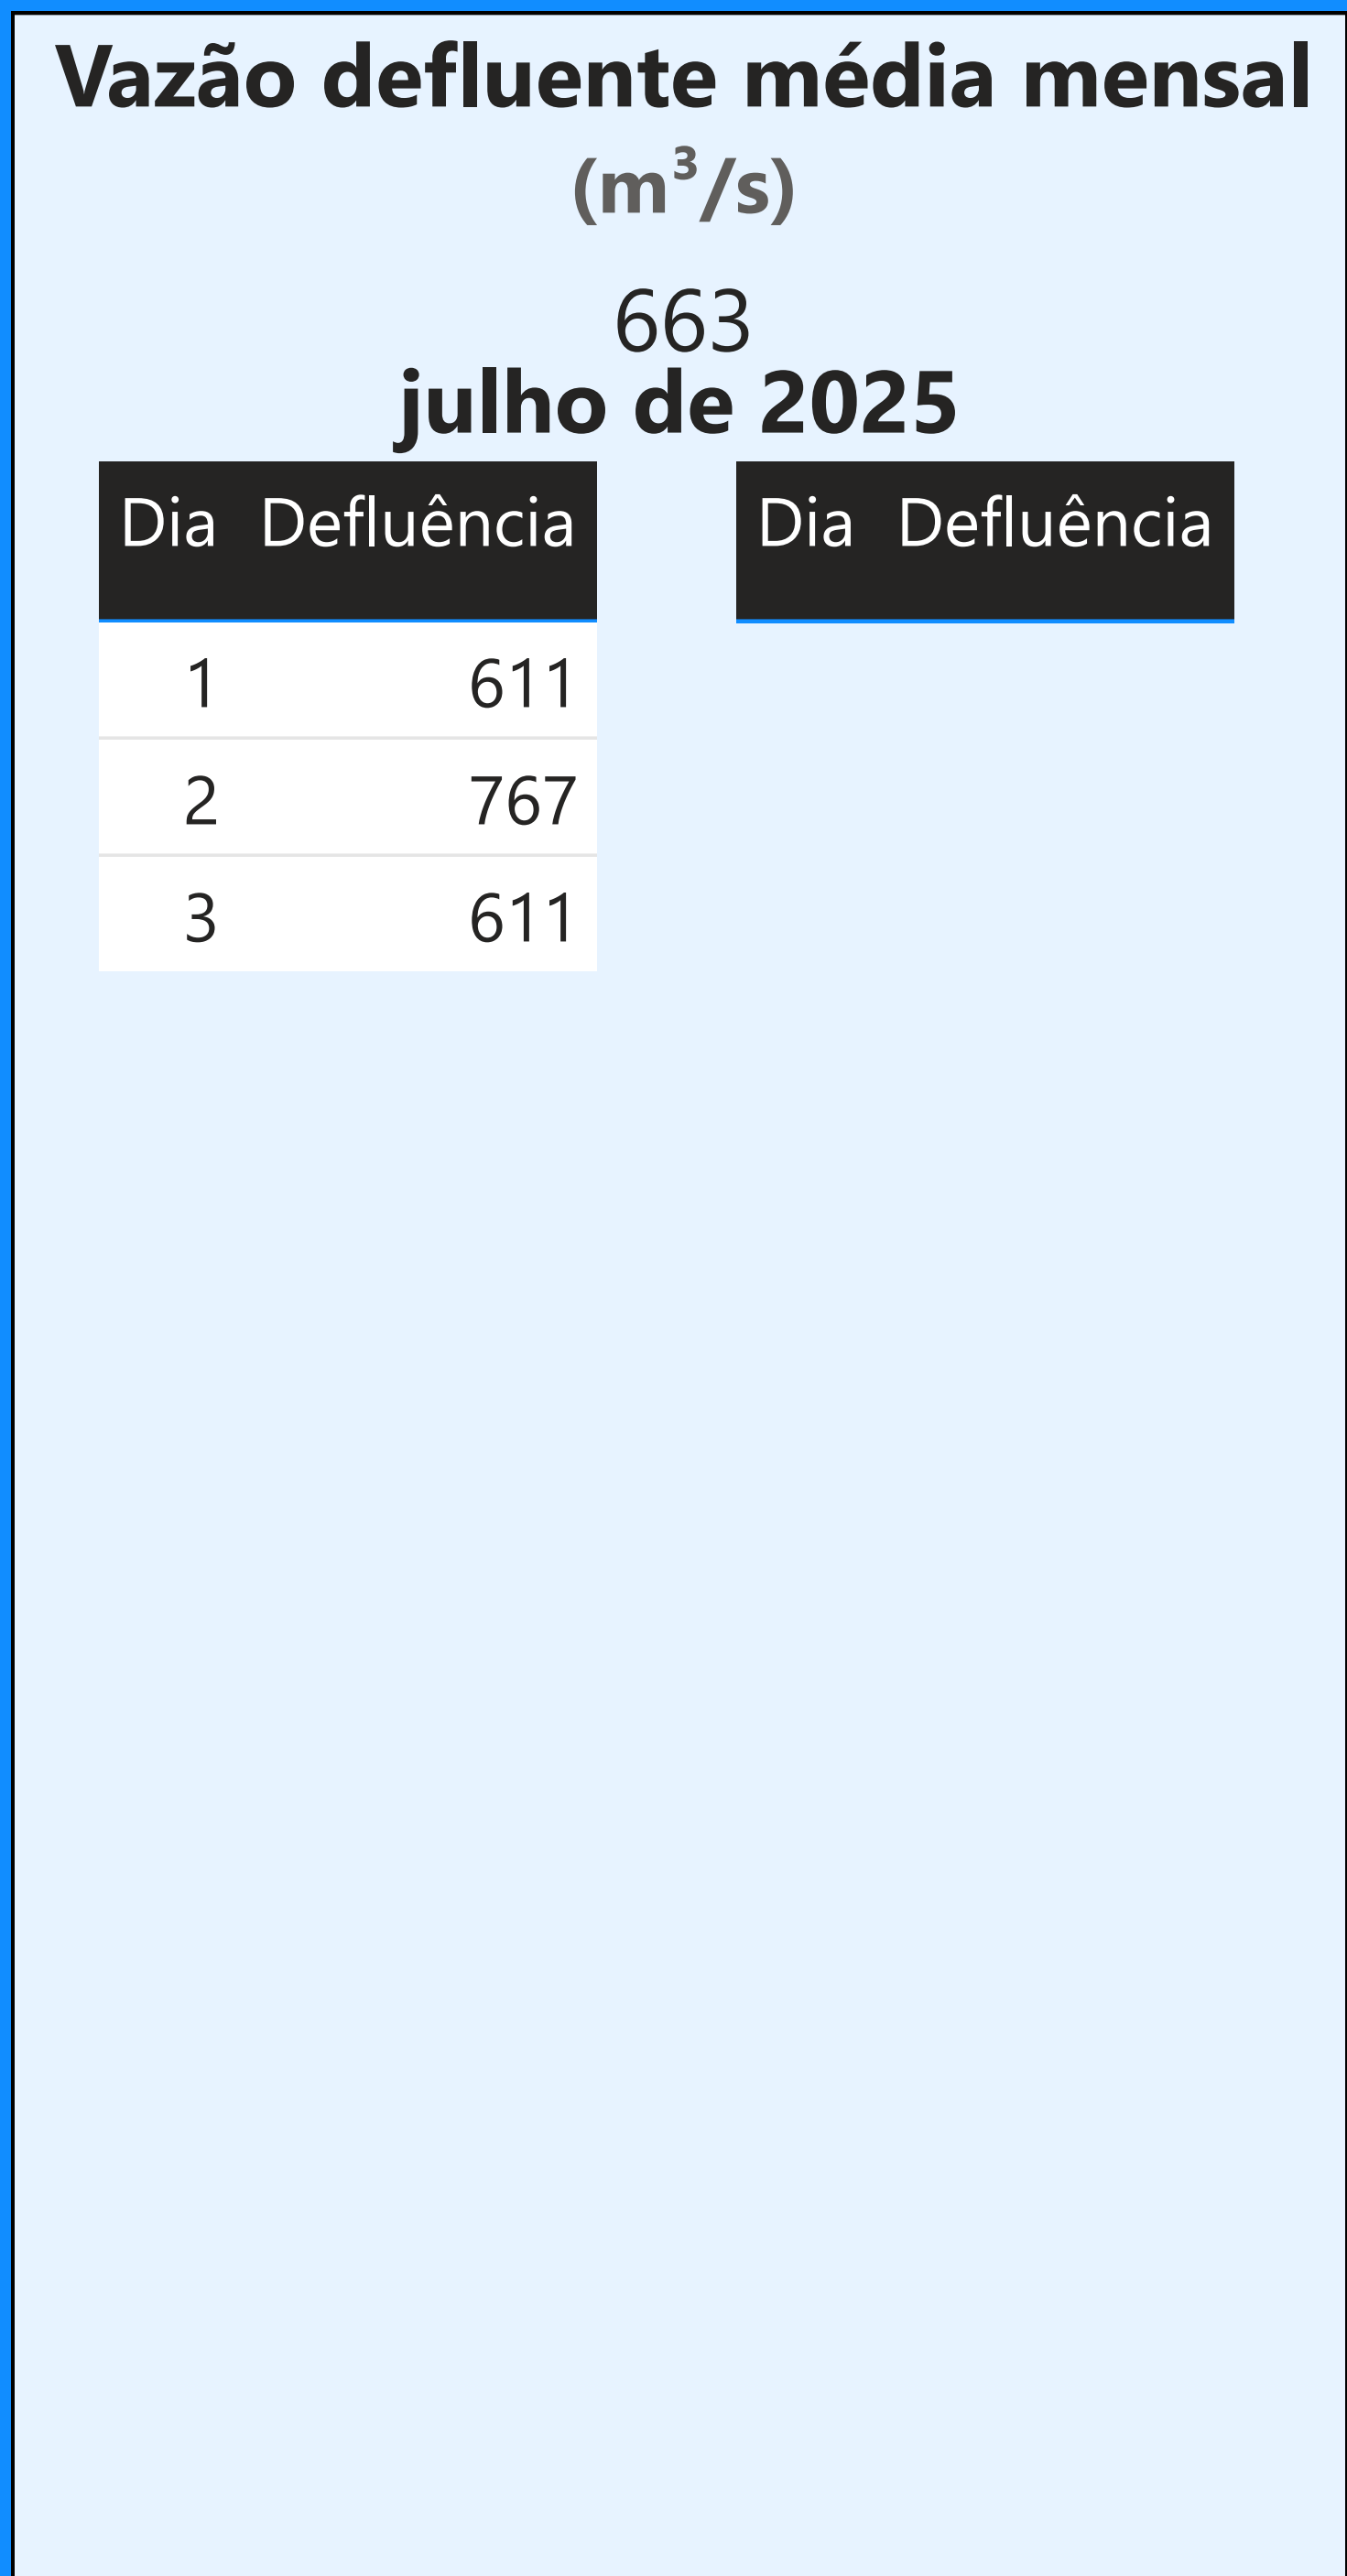 Vazão defluente média mensal
(m³/s)
663
julho de 2025
Dia Defluência
1 611
2 767
3 611
Dia Defluência